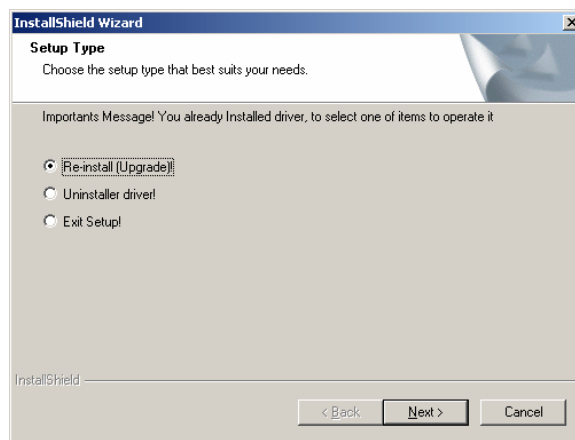 InstallShield Wizard
Setup Type
Choose the setup type that best suits your needs.
Importants Message! You already Installed driver, to select one of items to operate it
Re-install (Upgrade)!
Uninstaller driver!
Exit Setup!
InstallShield
< Back Next > Cancel